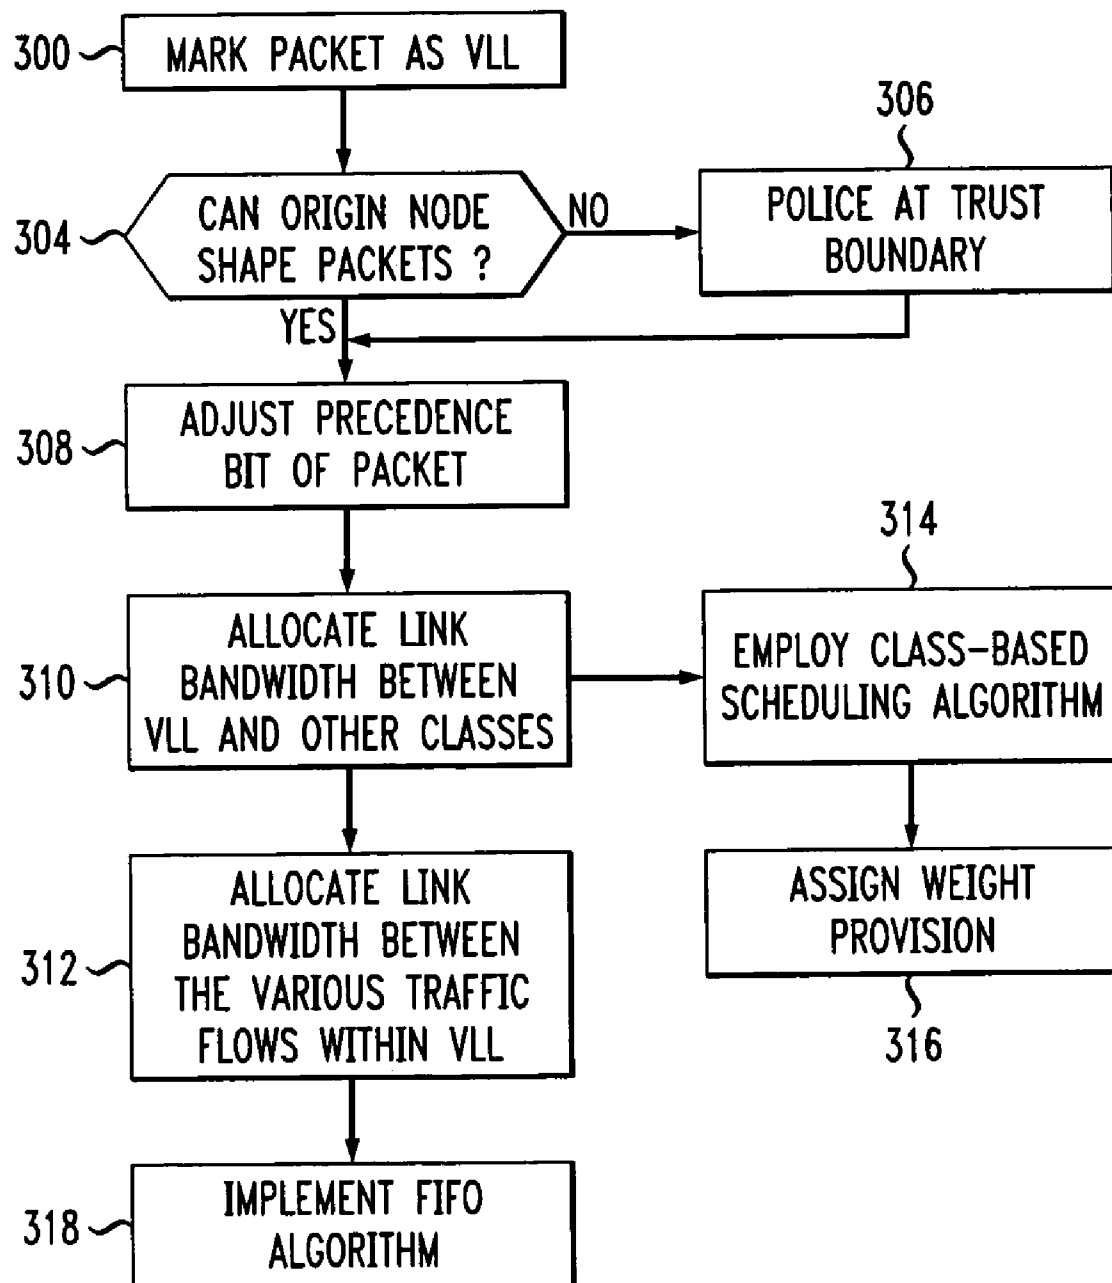 300
MARK PACKET AS VLL
304
CAN ORIGIN NODE
SHAPE PACKETS ?
NO
306
POLICE AT TRUST
BOUNDARY
YES
308
ADJUST PRECEDENCE
BIT OF PACKET
310
ALLOCATE LINK
BANDWIDTH BETWEEN
VLL AND OTHER CLASSES
314
EMPLOY CLASS-BASED
SCHEDULING ALGORITHM
312
ALLOCATE LINK
BANDWIDTH BETWEEN
THE VARIOUS TRAFFIC
FLOWS WITHIN VLL
ASSIGN WEIGHT
PROVISION
316
318
IMPLEMENT FIFO
ALGORITHM